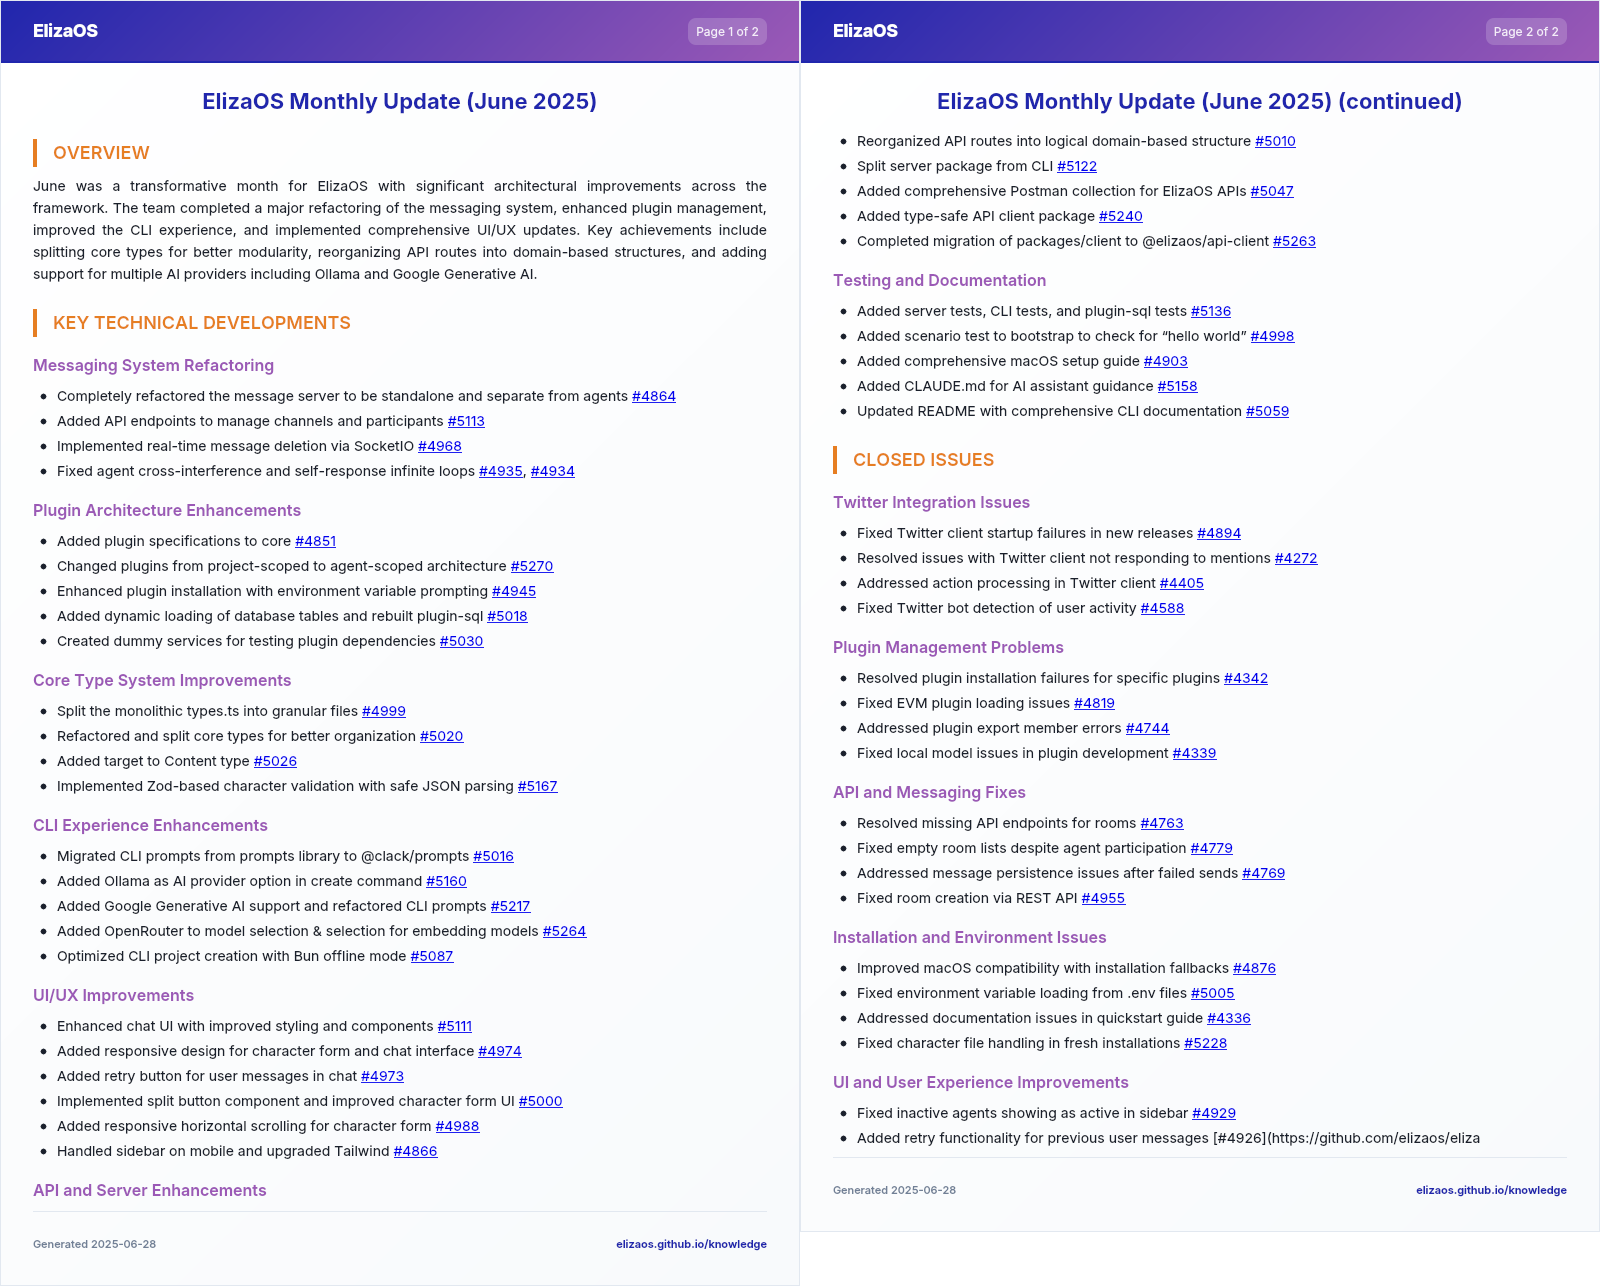 ElizaOS
Page 1 of 2
ElizaOS Monthly Update (June 2025)
OVERVIEW
June was a transformative month for ElizaOS with significant architectural improvements across the
framework. The team completed a major refactoring of the messaging system, enhanced plugin management,
improved the CLI experience, and implemented comprehensive UI/UX updates. Key achievements include
splitting core types for better modularity, reorganizing API routes into domain-based structures, and adding
support for multiple AI providers including Ollama and Google Generative AI.
KEY TECHNICAL DEVELOPMENTS
Messaging System Refactoring
• Completely refactored the message server to be standalone and separate from agents #4864
• Added API endpoints to manage channels and participants #5113
• Implemented real-time message deletion via SocketIO #4968
• Fixed agent cross-interference and self-response infinite loops #4935, #4934
Plugin Architecture Enhancements
• Added plugin specifications to core #4851
• Changed plugins from project-scoped to agent-scoped architecture #5270
• Enhanced plugin installation with environment variable prompting #4945
• Added dynamic loading of database tables and rebuilt plugin-sql #5018
• Created dummy services for testing plugin dependencies #5030
Core Type System Improvements
• Split the monolithic types.ts into granular files #4999
• Refactored and split core types for better organization #5020
• Added target to Content type #5026
• Implemented Zod-based character validation with safe JSON parsing #5167
CLI Experience Enhancements
• Migrated CLI prompts from prompts library to @clack/prompts #5016
• Added Ollama as AI provider option in create command #5160
• Added Google Generative AI support and refactored CLI prompts #5217
• Added OpenRouter to model selection & selection for embedding models #5264
• Optimized CLI project creation with Bun offline mode #5087
UI/UX Improvements
• Enhanced chat UI with improved styling and components #5111
• Added responsive design for character form and chat interface #4974
• Added retry button for user messages in chat #4973
• Implemented split button component and improved character form UI #5000
• Added responsive horizontal scrolling for character form #4988
• Handled sidebar on mobile and upgraded Tailwind #4866
API and Server Enhancements
Generated 2025-06-28
elizaos.github.io/knowledge
ElizaOS
Page 2 of 2
ElizaOS Monthly Update (June 2025) (continued)
• Reorganized API routes into logical domain-based structure #5010
• Split server package from CLI #5122
• Added comprehensive Postman collection for ElizaOS APIs #5047
• Added type-safe API client package #5240
• Completed migration of packages/client to @elizaos/api-client #5263
Testing and Documentation
• Added server tests, CLI tests, and plugin-sql tests #5136
• Added scenario test to bootstrap to check for “hello world” #4998
• Added comprehensive macOS setup guide #4903
• Added CLAUDE.md for AI assistant guidance #5158
• Updated README with comprehensive CLI documentation #5059
CLOSED ISSUES
Twitter Integration Issues
• Fixed Twitter client startup failures in new releases #4894
• Resolved issues with Twitter client not responding to mentions #4272
• Addressed action processing in Twitter client #4405
• Fixed Twitter bot detection of user activity #4588
Plugin Management Problems
• Resolved plugin installation failures for specific plugins #4342
• Fixed EVM plugin loading issues #4819
• Addressed plugin export member errors #4744
• Fixed local model issues in plugin development #4339
API and Messaging Fixes
• Resolved missing API endpoints for rooms #4763
• Fixed empty room lists despite agent participation #4779
• Addressed message persistence issues after failed sends #4769
• Fixed room creation via REST API #4955
Installation and Environment Issues
• Improved macOS compatibility with installation fallbacks #4876
• Fixed environment variable loading from .env files #5005
• Addressed documentation issues in quickstart guide #4336
• Fixed character file handling in fresh installations #5228
UI and User Experience Improvements
• Fixed inactive agents showing as active in sidebar #4929
• Added retry functionality for previous user messages [#4926](https://github.com/elizaos/eliza
Generated 2025-06-28
elizaos.github.io/knowledge